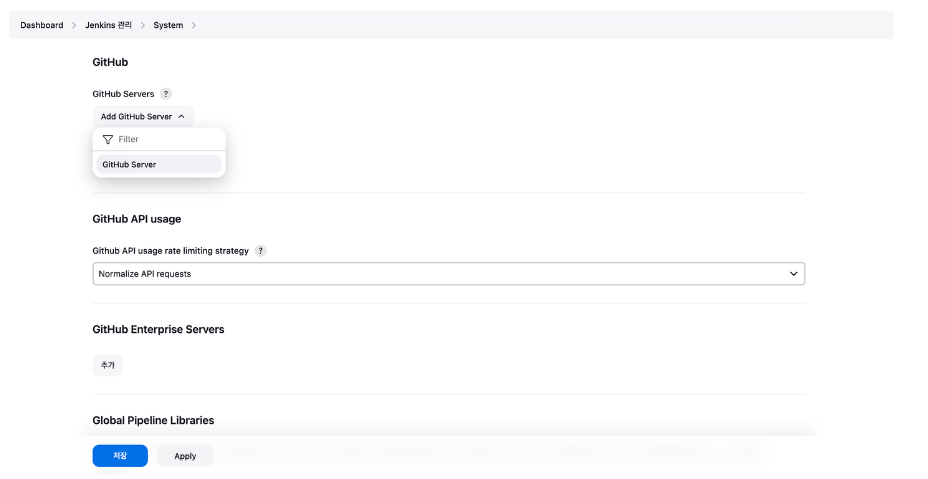 Dashboard > Jenkins 관리 > System >
GitHub
GitHub Servers ?
Add GitHub Server
Filter
GitHub Server
GitHub API usage
Github API usage rate limiting strategy ?
Normalize API requests
GitHub Enterprise Servers
추가
Global Pipeline Libraries
저장 Apply